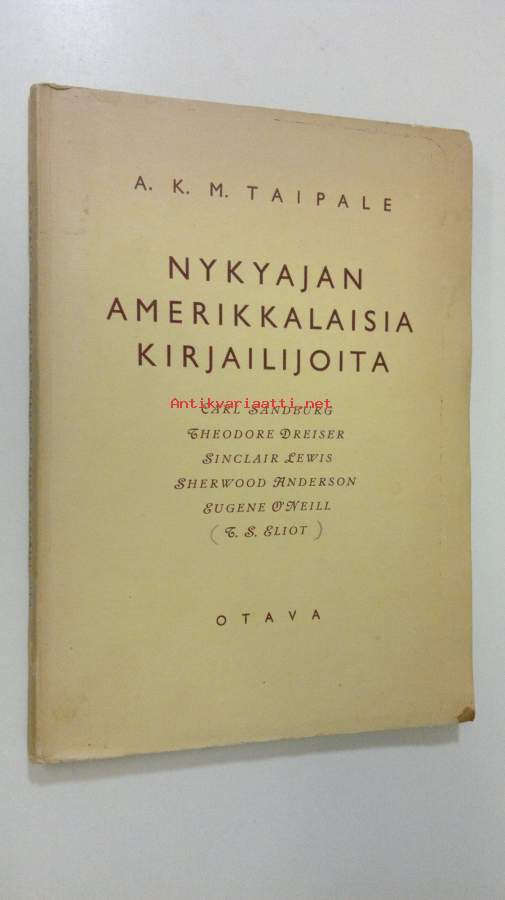 A. K. M. TAIPALE
NYKYAJAN
AMERIKKALAISIA
KIRJAILIJOITA
Antikvariaatti.net
CARL SANDBURG
THEODORE DREISER
SINCLAIR LEWIS
SHERWOOD ANDERSON
EUGENE O'NEILL
(T. S. ELIOT)
OTAVA